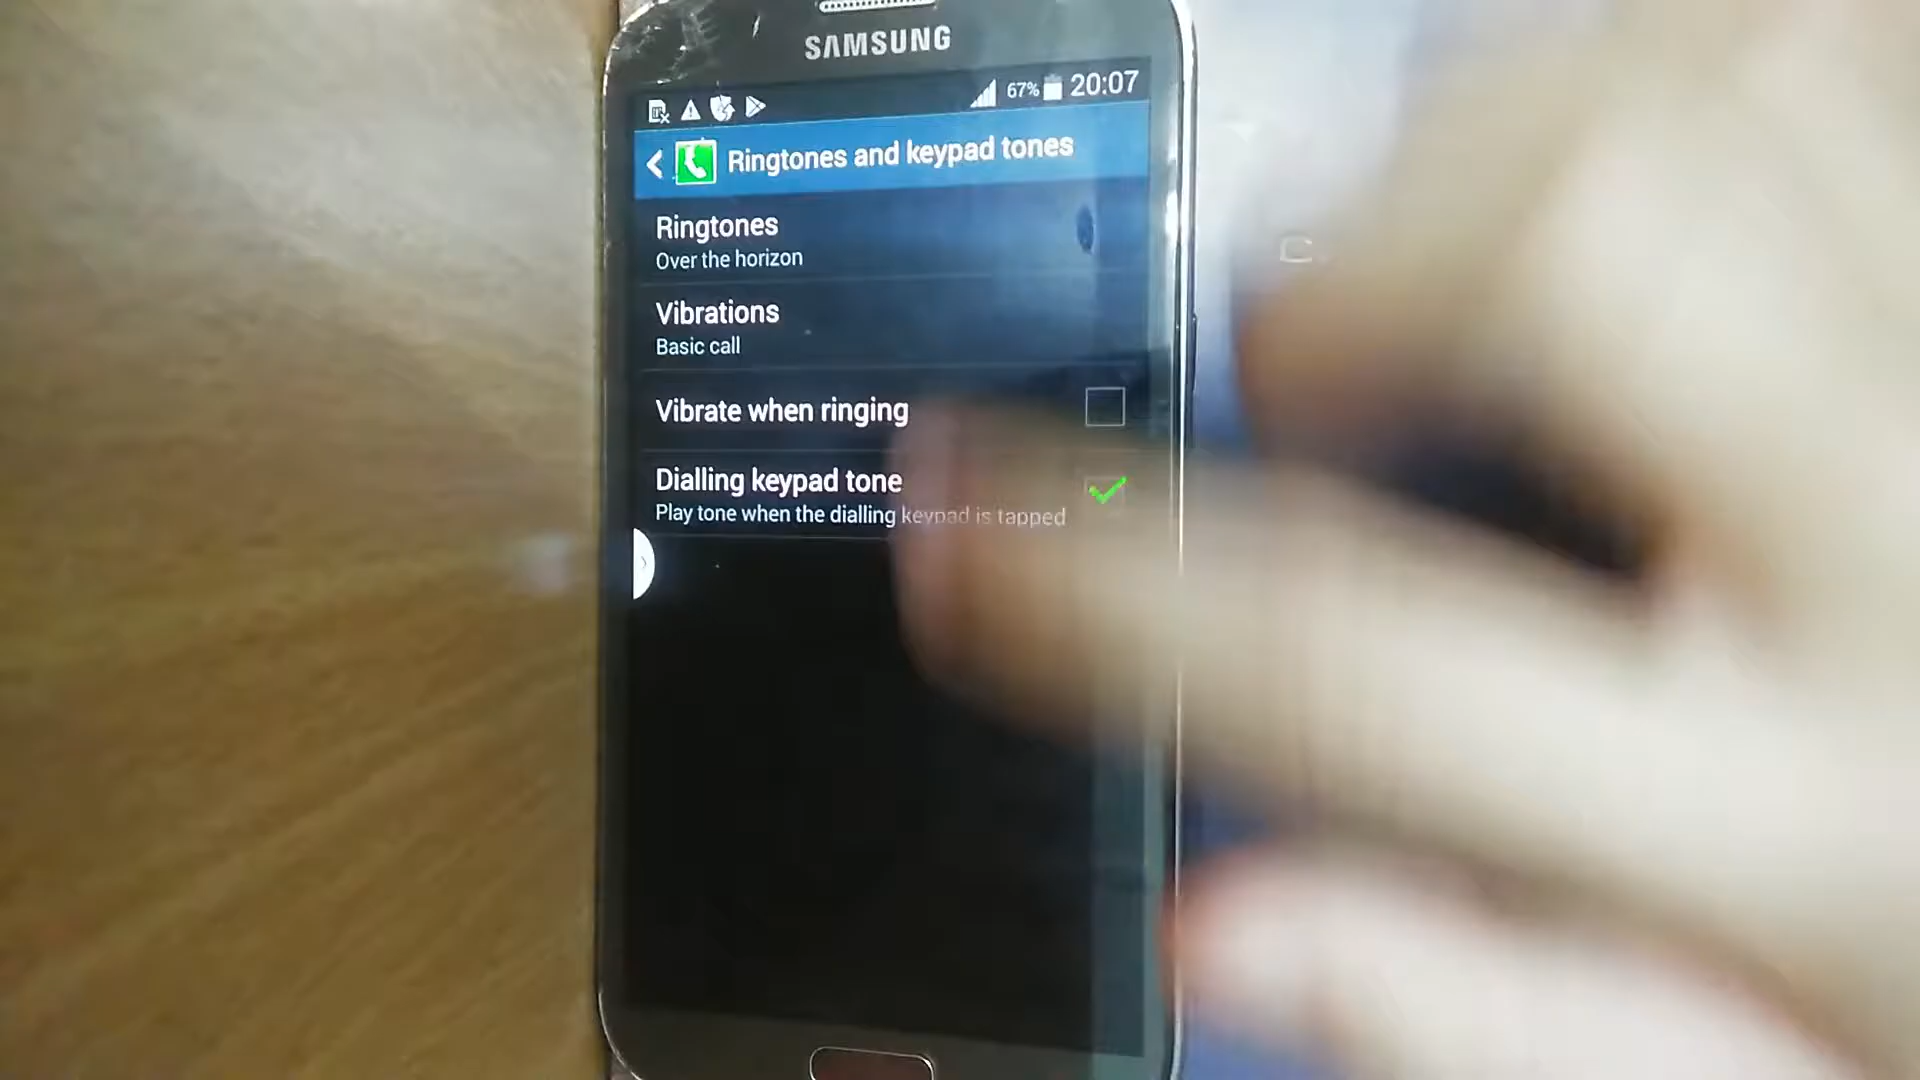 SAMSUNG
67% 20:07
Ringtones and keypad tones
Ringtones
Over the horizon
Vibrations
Basic call
Vibrate when ringing
Dialling keypad tone
Play tone when the dialling keypad is tapped